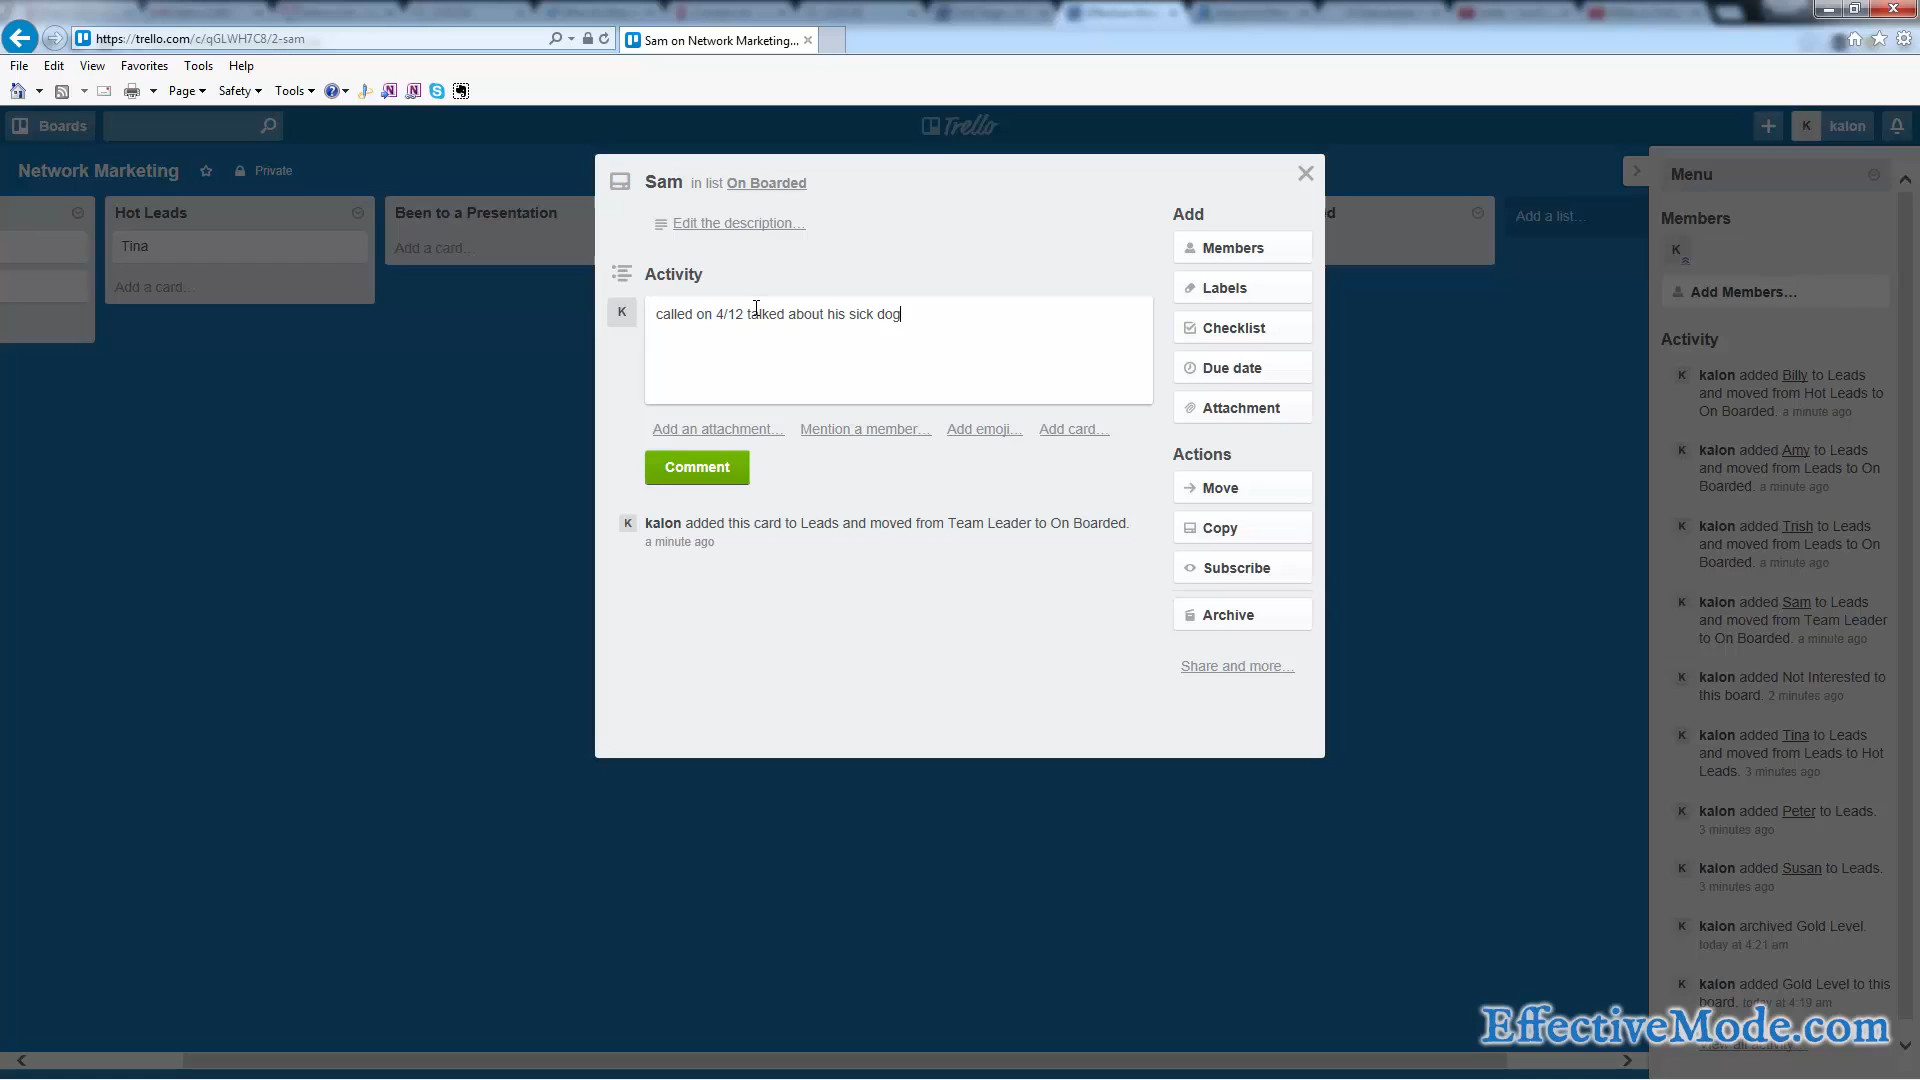 https://trello.com/c/qGLWH7C8/2-sam
Sam on Network Marketing...
File Edit View Favorites Tools Help
Page Safety Tools
Boards
Trello
K kalon
Network Marketing Private
Hot Leads
Tina
Add a card...
Been to a Presentation
Add a card...
Sam in list On Boarded
Edit the description...
Activity
K
called on 4/12 talked about his sick dog
Add an attachment... Mention a member... Add emoji... Add card...
Comment
K kalon added this card to Leads and moved from Team Leader to On Boarded.
a minute ago
Add
Members
Labels
Checklist
Due date
Attachment
Actions
Move
Copy
Subscribe
Archive
Share and more...
Add a list...
Menu
Members
K
Add Members...
Activity
K kalon added Billy to Leads
and moved from Hot Leads to
On Boarded. a minute ago
K kalon added Amy to Leads
and moved from Leads to On
Boarded. a minute ago
K kalon added Trish to Leads
and moved from Leads to On
Boarded. a minute ago
K kalon added Sam to Leads
and moved from Team Leader
to On Boarded. a minute ago
K kalon added Not Interested to
this board. 2 minutes ago
K kalon added Tina to Leads
and moved from Leads to Hot
Leads. 3 minutes ago
K kalon added Peter to Leads.
3 minutes ago
K kalon added Susan to Leads.
3 minutes ago
K kalon archived Gold Level.
today at 4:21 am
K kalon added Gold Level to this
board. today at 4:19 am
View all activity...
EffectiveMode.com